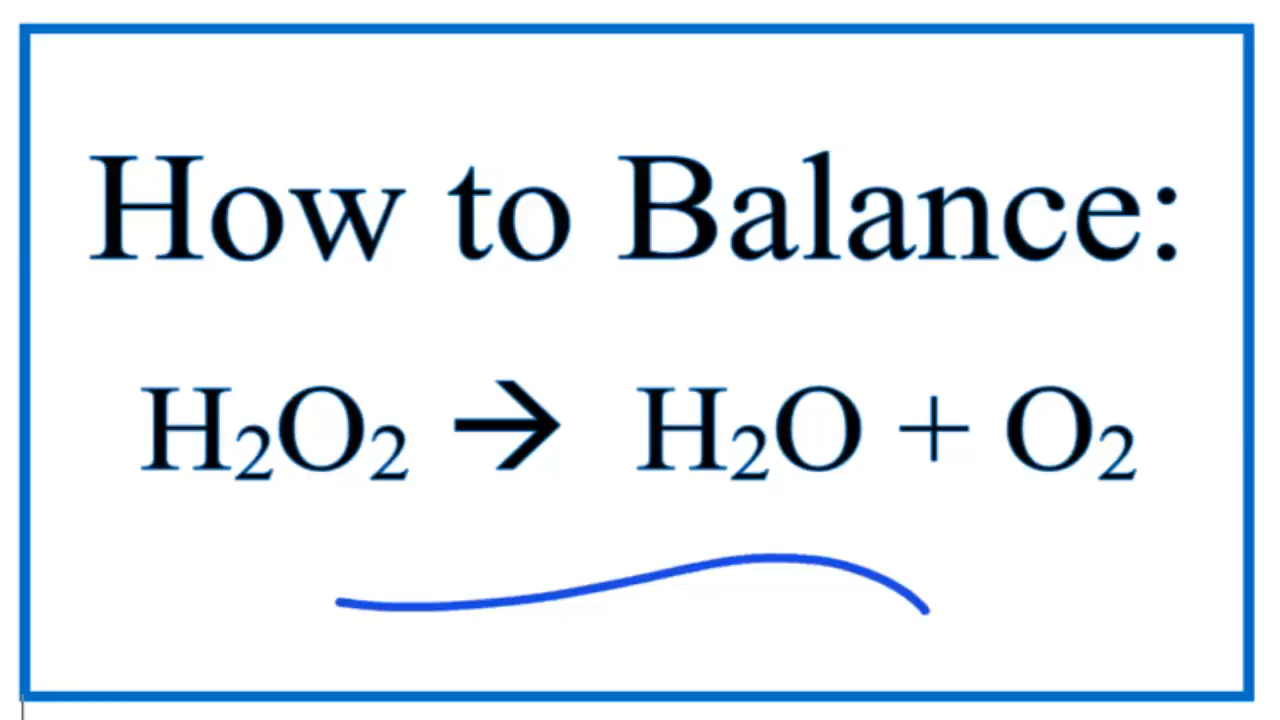 How to Balance:
H₂O₂ → H₂O + O₂